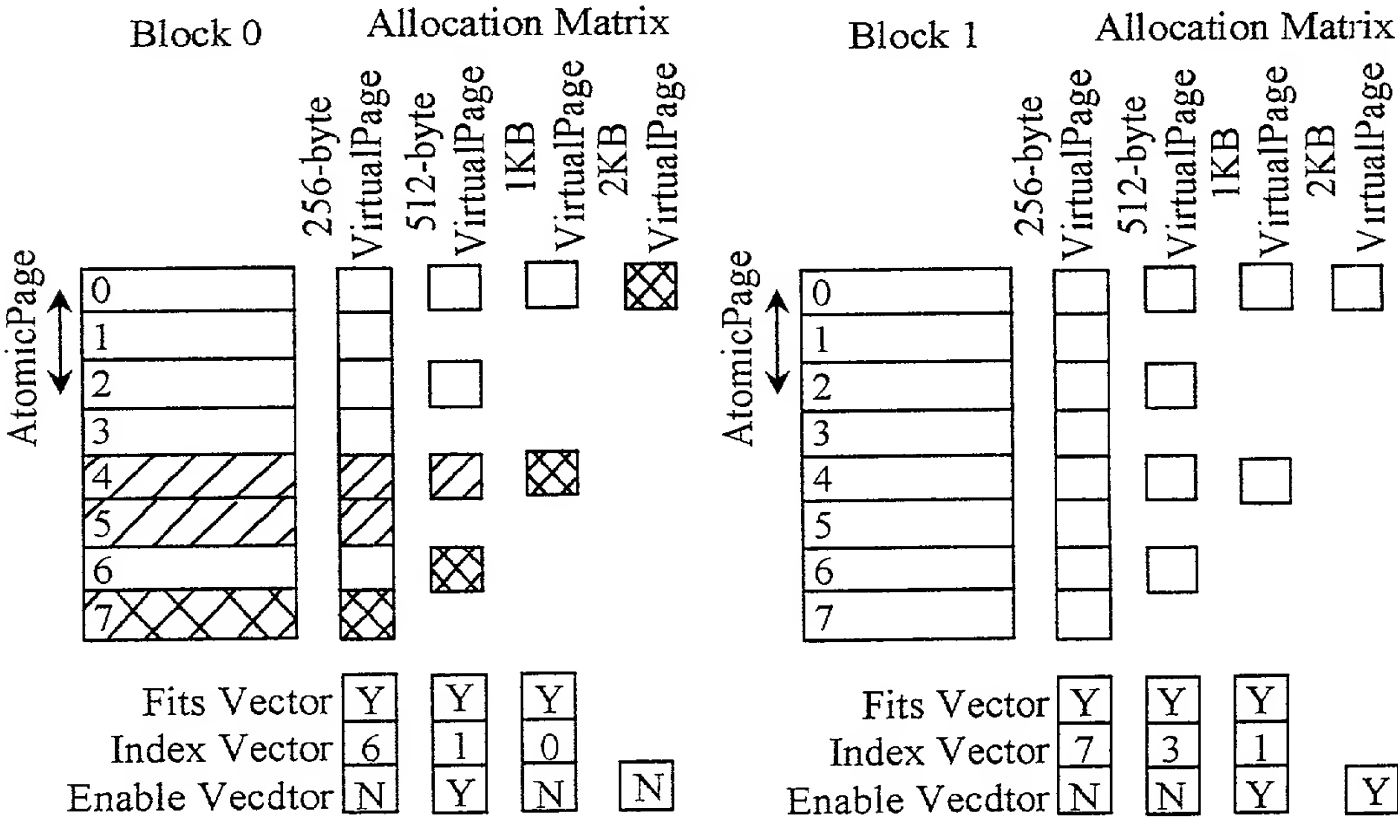 Block 0
Allocation Matrix
256-byte
VirtualPage
512-byte
VirtualPage
1KB
VirtualPage
2KB
VirtualPage
AtomicPage
0
1
2
3
4
5
6
7
Fits Vector Y Y Y
Index Vector 6 1 0
Enable Vecdtor N Y N N
Block 1
Allocation Matrix
256-byte
VirtualPage
512-byte
VirtualPage
1KB
VirtualPage
2KB
VirtualPage
AtomicPage
0
1
2
3
4
5
6
7
Fits Vector Y Y Y
Index Vector 7 3 1
Enable Vecdtor N N Y Y